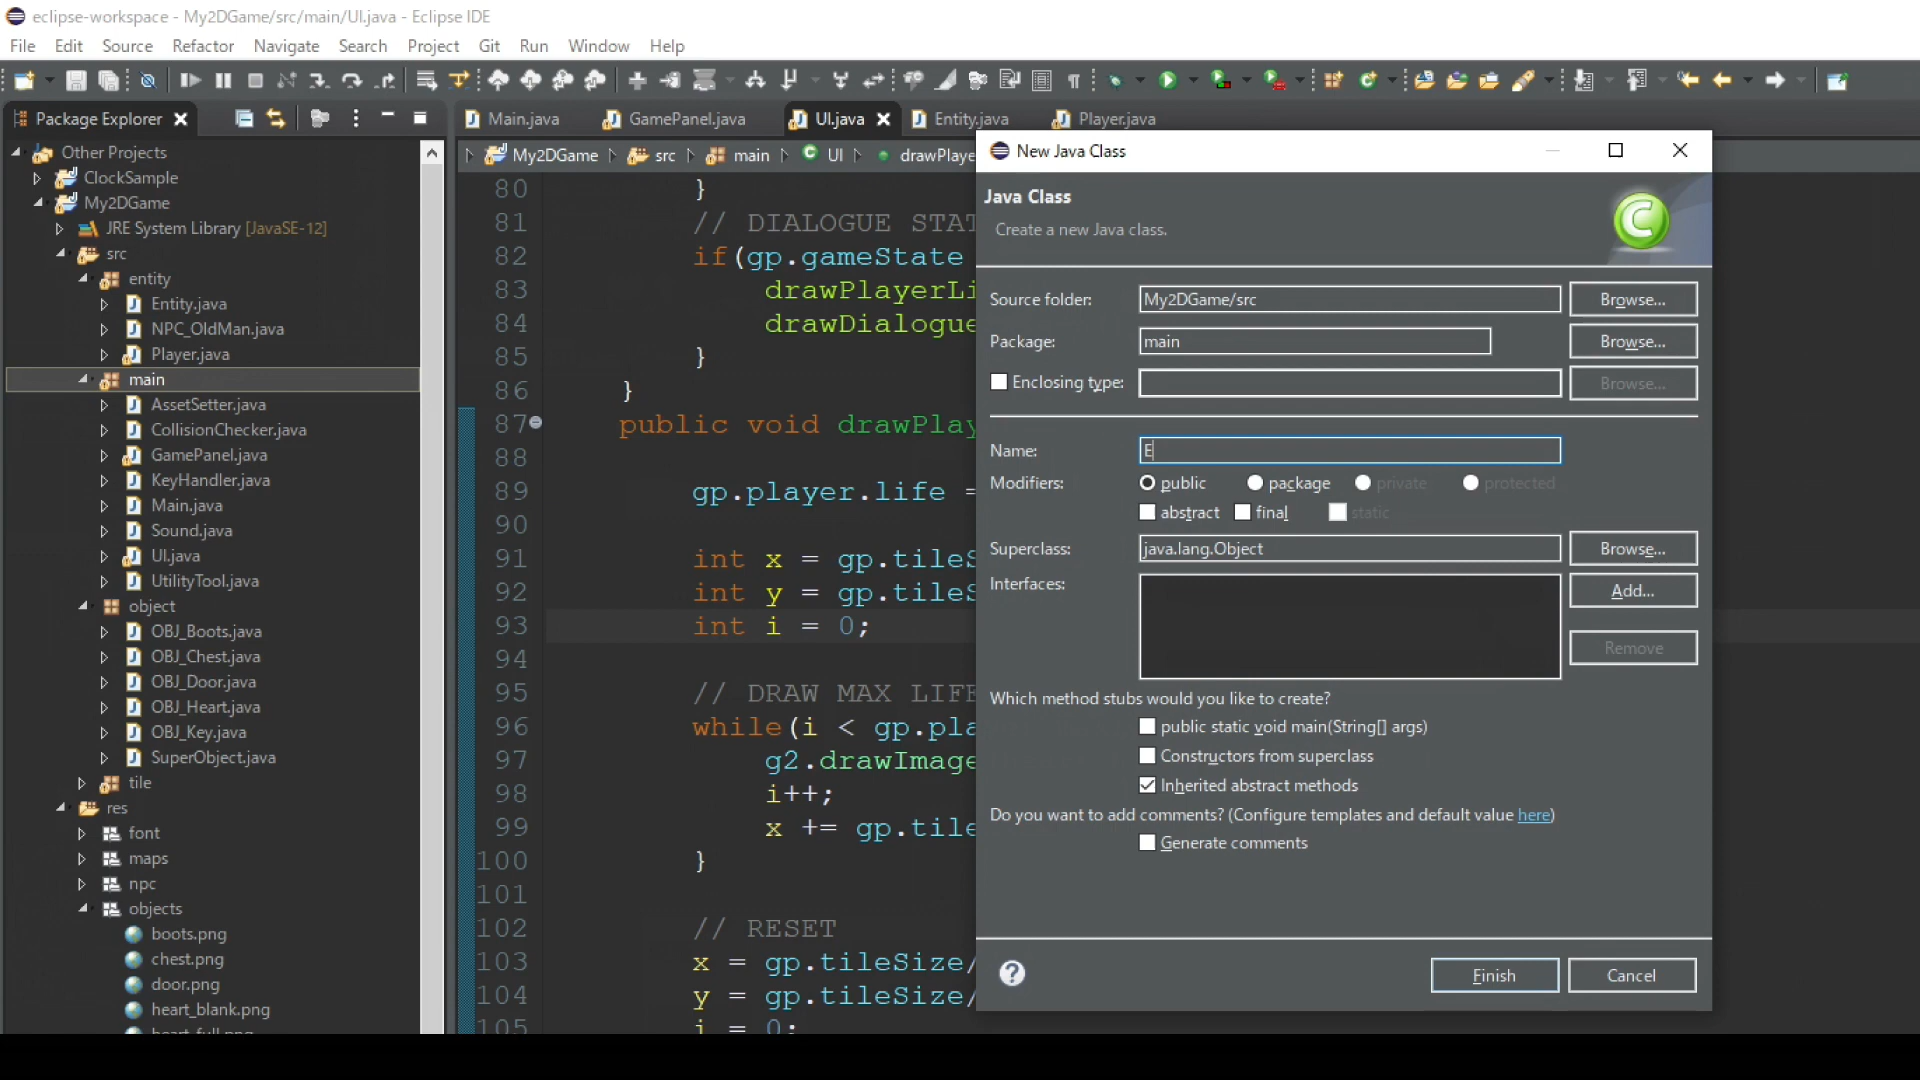 eclipse-workspace - My2DGame/src/main/UI.java - Eclipse IDE
File Edit Source Refactor Navigate Search Project Git Run Window Help
Package Explorer
Main.java GamePanel.java UI.java Entity.java Player.java
My2DGame src main UI drawPlaye
Other Projects
ClockSample
My2DGame
JRE System Library [JavaSE-12]
src
entity
Entity.java
NPC_OldMan.java
Player.java
main
AssetSetter.java
CollisionChecker.java
GamePanel.java
KeyHandler.java
Main.java
Sound.java
UI.java
UtilityTool.java
object
OBJ_Boots.java
OBJ_Chest.java
OBJ_Door.java
OBJ_Heart.java
OBJ_Key.java
SuperObject.java
tile
res
font
maps
npc
objects
boots.png
chest.png
door.png
heart_blank.png
heart_full.png
80 }
81 // DIALOGUE STAT
82 if(gp.gameState
83 drawPlayerLi
84 drawDialogue
85 }
86 }
87 public void drawPlay
88
89 gp.player.life =
90
91 int x = gp.tileS
92 int y = gp.tileS
93 int i = 0;
94
95 // DRAW MAX LIFE
96 while(i < gp.pla
97 g2.drawImage
98 i++;
99 x += gp.tile
100 }
101
102 // RESET
103 x = gp.tileSize/
104 y = gp.tileSize/
105 i = 0;
New Java Class
Java Class
Create a new Java class.
Source folder: My2DGame/src Browse...
Package: main Browse...
Enclosing type: Browse...
Name: E
Modifiers: public package private protected
abstract final static
Superclass: java.lang.Object Browse...
Interfaces: Add...
Remove
Which method stubs would you like to create?
public static void main(String[] args)
Constructors from superclass
Inherited abstract methods
Do you want to add comments? (Configure templates and default value here)
Generate comments
Finish Cancel